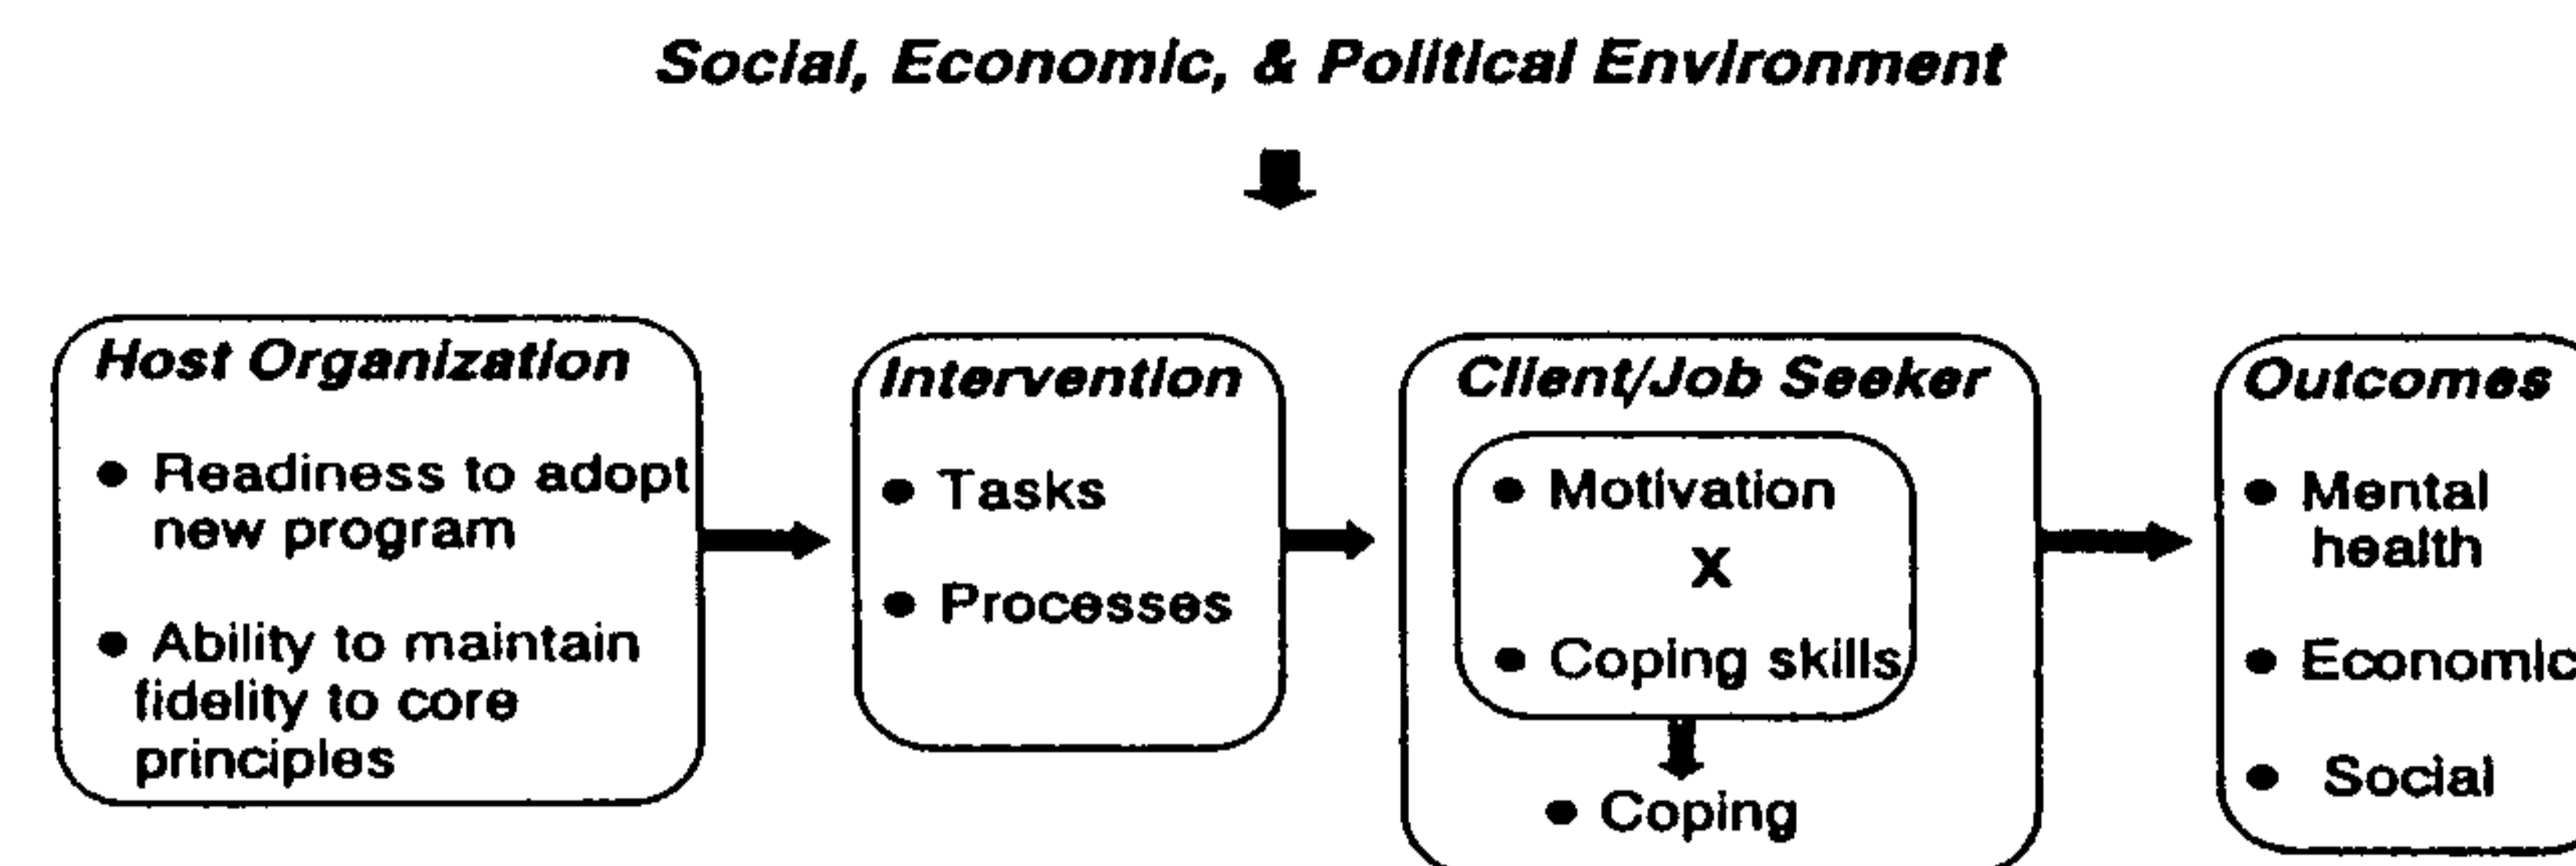 Social, Economic, & Political Environment
Host Organization
● Readiness to adopt
new program
● Ability to maintain
fidelity to core
principles
Intervention
● Tasks
● Processes
Client/Job Seeker
● Motivation
X
● Coping skills
● Coping
Outcomes
● Mental
health
● Economic
● Social